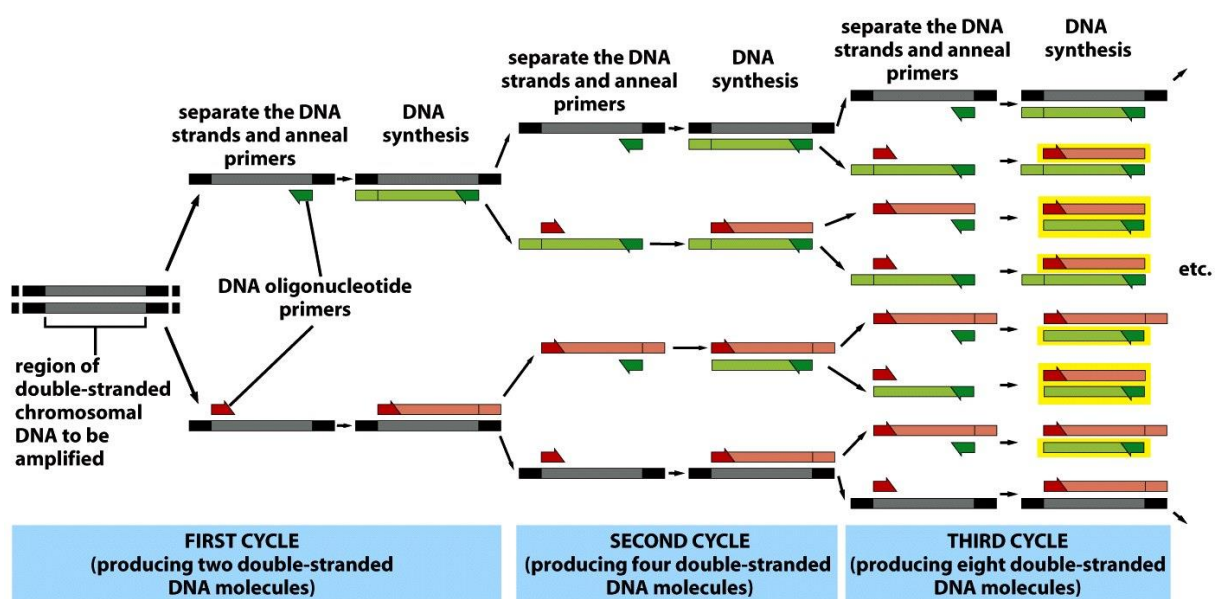 separate the DNA
strands and anneal
primers
DNA
synthesis
separate the DNA
strands and anneal
primers
DNA
synthesis
separate the DNA
strands and anneal
primers
DNA
synthesis
DNA oligonucleotide
primers
region of
double-stranded
chromosomal
DNA to be
amplified
etc.
FIRST CYCLE
(producing two double-stranded
DNA molecules)
SECOND CYCLE
(producing four double-stranded
DNA molecules)
THIRD CYCLE
(producing eight double-stranded
DNA molecules)